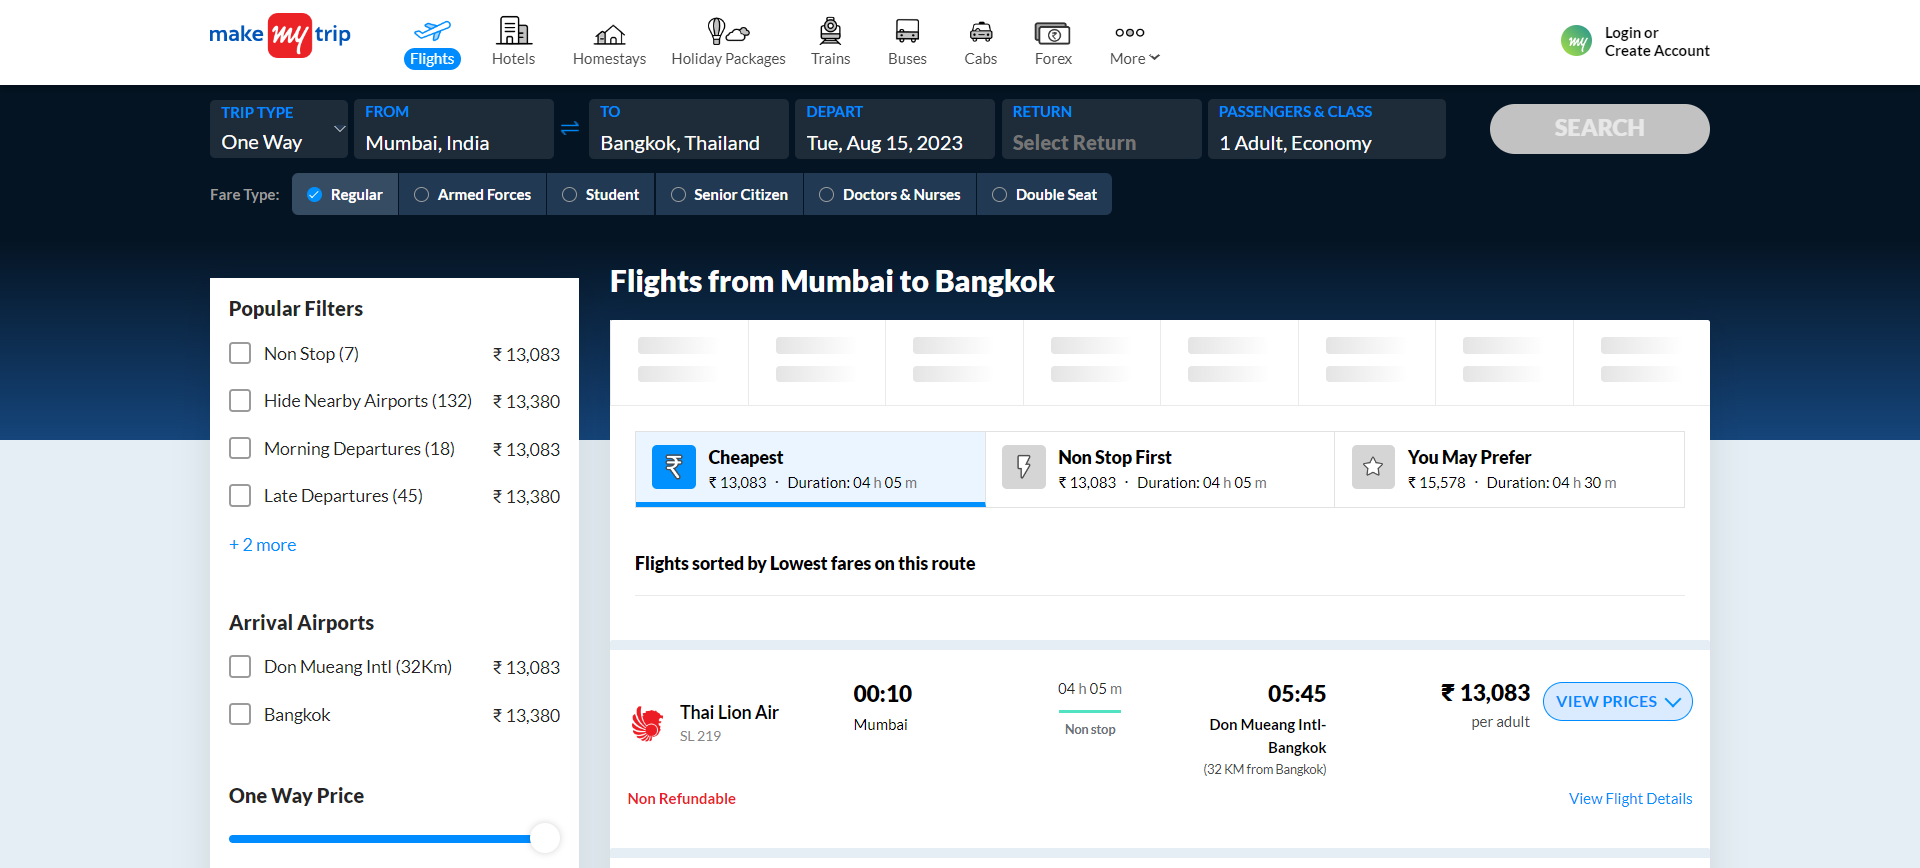 make my trip
Flights
Hotels
Homestays
Holiday Packages
Trains
Buses
Cabs
Forex
More
my
Login or
Create Account
TRIP TYPE
One Way
FROM
Mumbai, India
TO
Bangkok, Thailand
DEPART
Tue, Aug 15, 2023
RETURN
Select Return
PASSENGERS & CLASS
1 Adult, Economy
SEARCH
Fare Type:
Regular
Armed Forces
Student
Senior Citizen
Doctors & Nurses
Double Seat
Flights from Mumbai to Bangkok
Popular Filters
Non Stop (7) ₹ 13,083
Hide Nearby Airports (132) ₹ 13,380
Morning Departures (18) ₹ 13,083
Late Departures (45) ₹ 13,380
+ 2 more
Arrival Airports
Don Mueang Intl (32Km) ₹ 13,083
Bangkok ₹ 13,380
One Way Price
Cheapest
₹ 13,083 · Duration: 04 h 05 m
Non Stop First
₹ 13,083 · Duration: 04 h 05 m
You May Prefer
₹ 15,578 · Duration: 04 h 30 m
Flights sorted by Lowest fares on this route
Thai Lion Air
SL 219
00:10
Mumbai
04 h 05 m
Non stop
05:45
Don Mueang Intl-
Bangkok
(32 KM from Bangkok)
₹ 13,083
per adult
VIEW PRICES
Non Refundable
View Flight Details